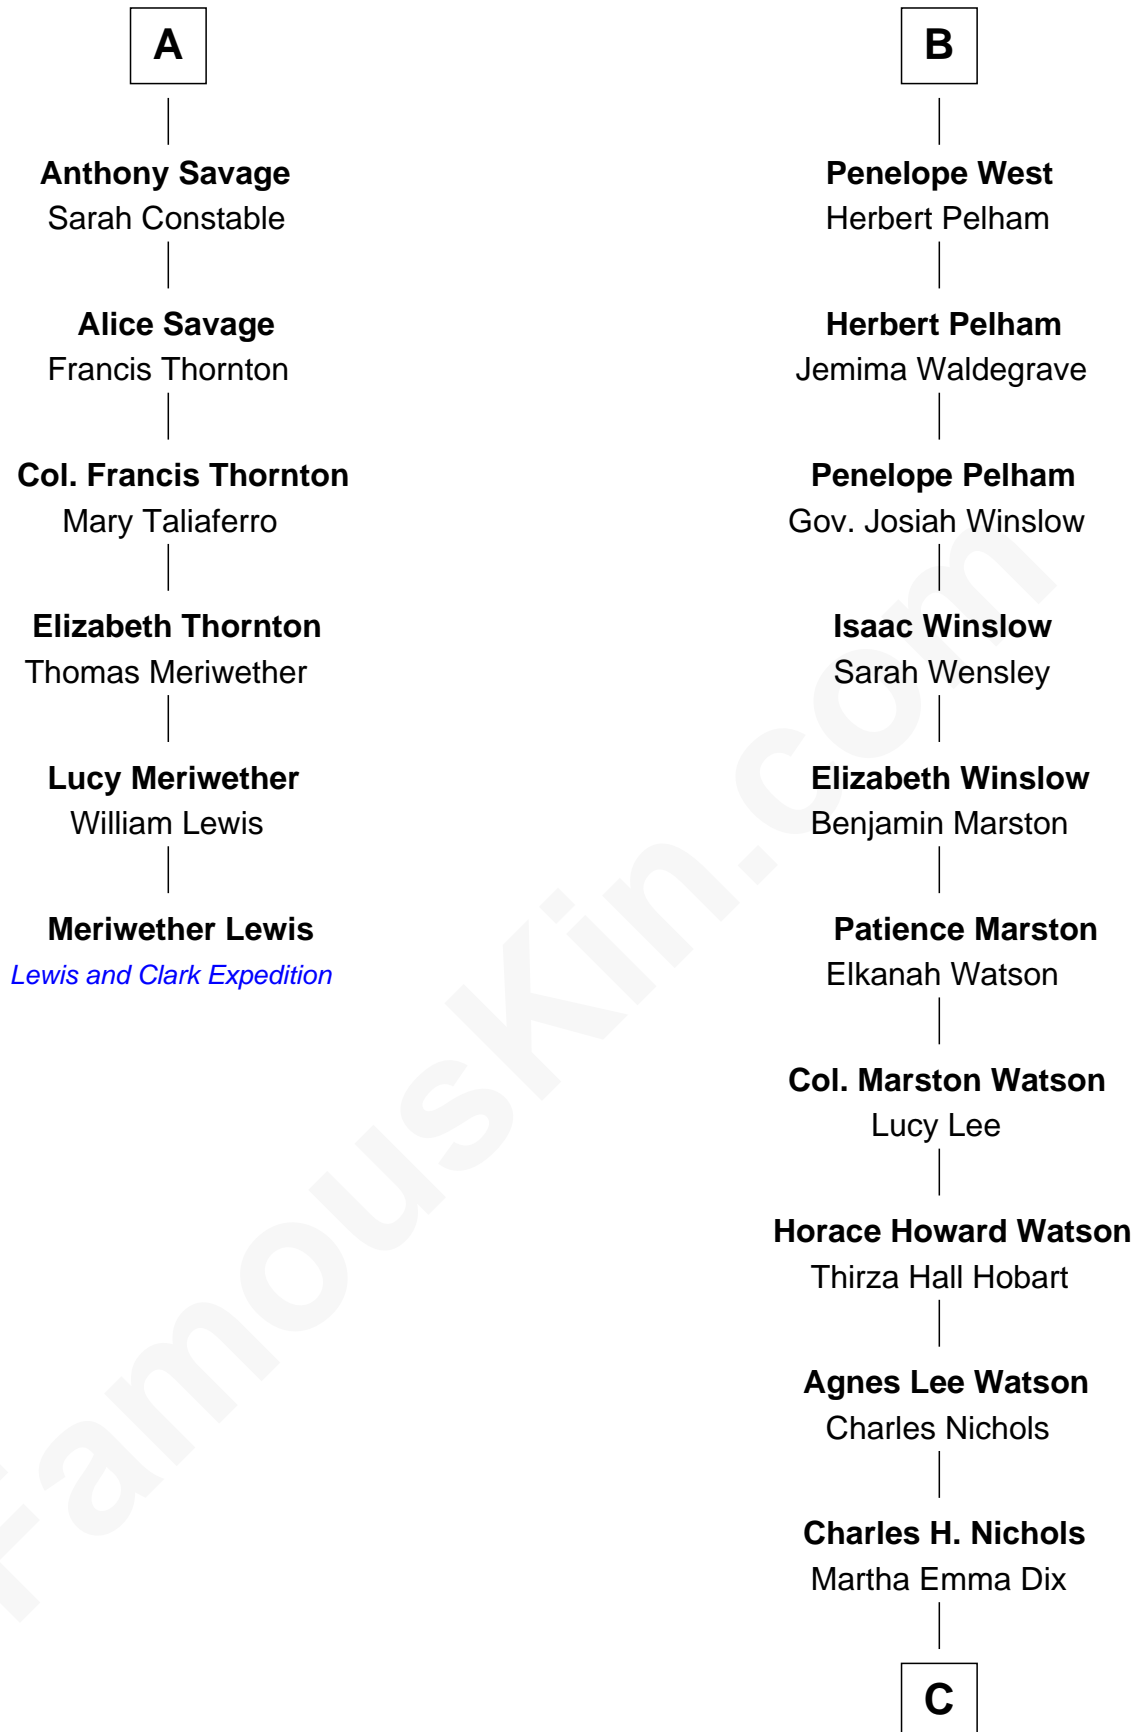 A
Anthony Savage
Sarah Constable
Alice Savage
Francis Thornton
Col. Francis Thornton
Mary Taliaferro
Elizabeth Thornton
Thomas Meriwether
Lucy Meriwether
William Lewis
Meriwether Lewis
Lewis and Clark Expedition
B
Penelope West
Herbert Pelham
Herbert Pelham
Jemima Waldegrave
Penelope Pelham
Gov. Josiah Winslow
Isaac Winslow
Sarah Wensley
Elizabeth Winslow
Benjamin Marston
Patience Marston
Elkanah Watson
Col. Marston Watson
Lucy Lee
Horace Howard Watson
Thirza Hall Hobart
Agnes Lee Watson
Charles Nichols
Charles H. Nichols
Martha Emma Dix
C
FamousKin.com